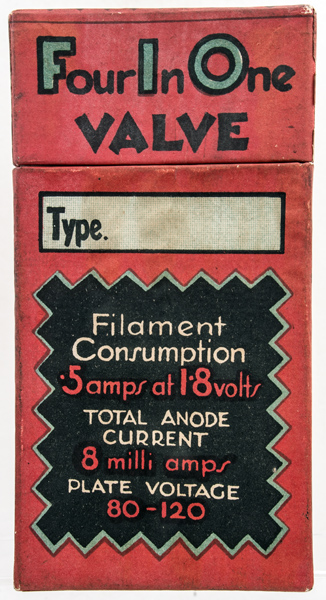 Four In One
VALVE
Type.
Filament
Consumption
.5 amps at 1.8 volts
TOTAL ANODE
CURRENT
8 milli amps
PLATE VOLTAGE
80-120